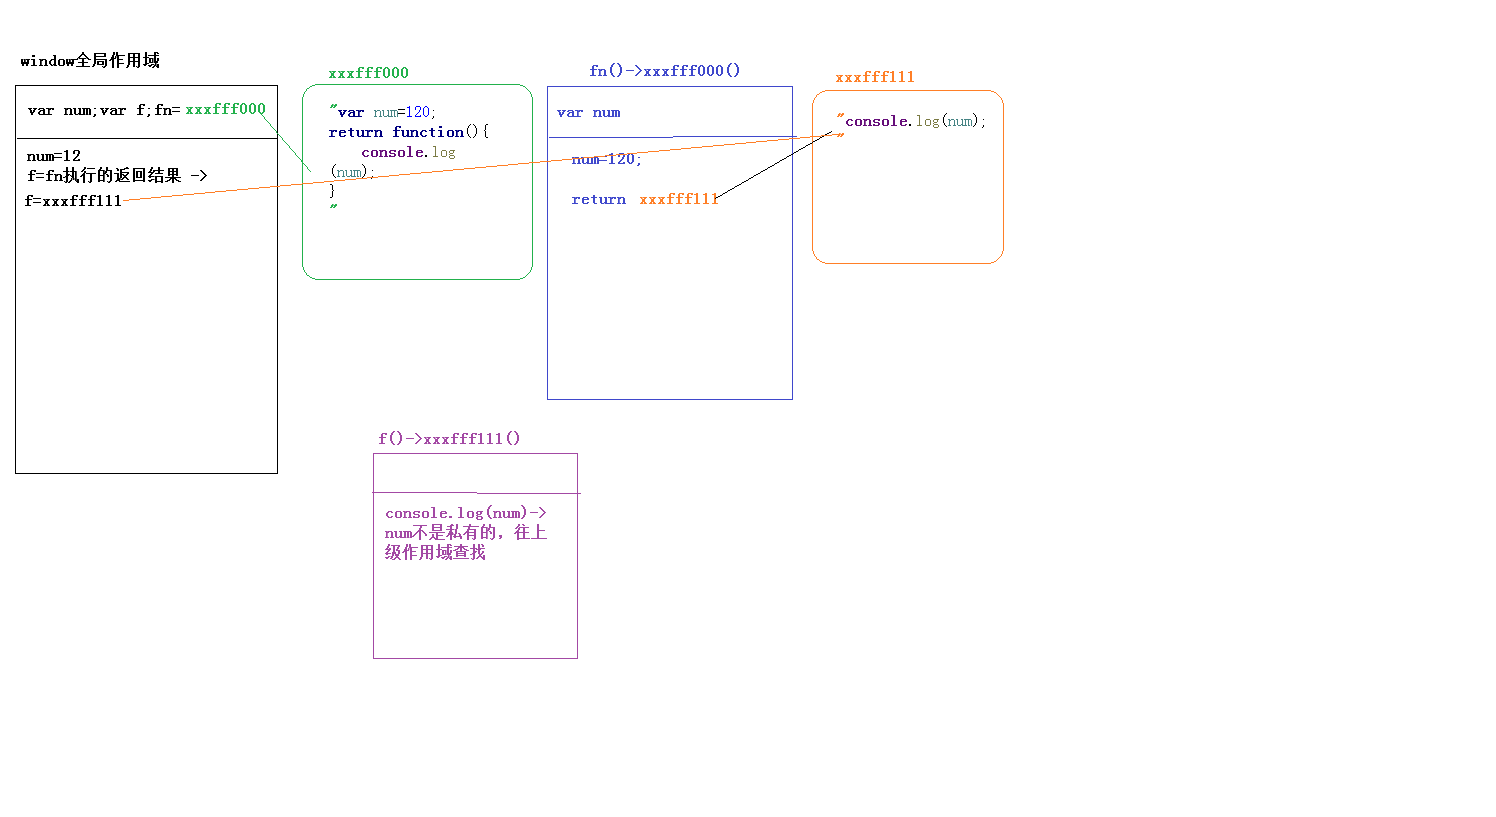 window全局作用域
var num;var f;fn= xxxfff000
num=12
f=fn执行的返回结果 ->
f=xxxfff111
xxxfff000
"var num=120;
return function(){
console.log
(num);
}
"
fn()->xxxfff000()
var num
num=120;
return xxxfff111
xxxfff111
"console.log(num);
"
f()->xxxfff111()
console.log(num)->
num不是私有的，往上
级作用域查找